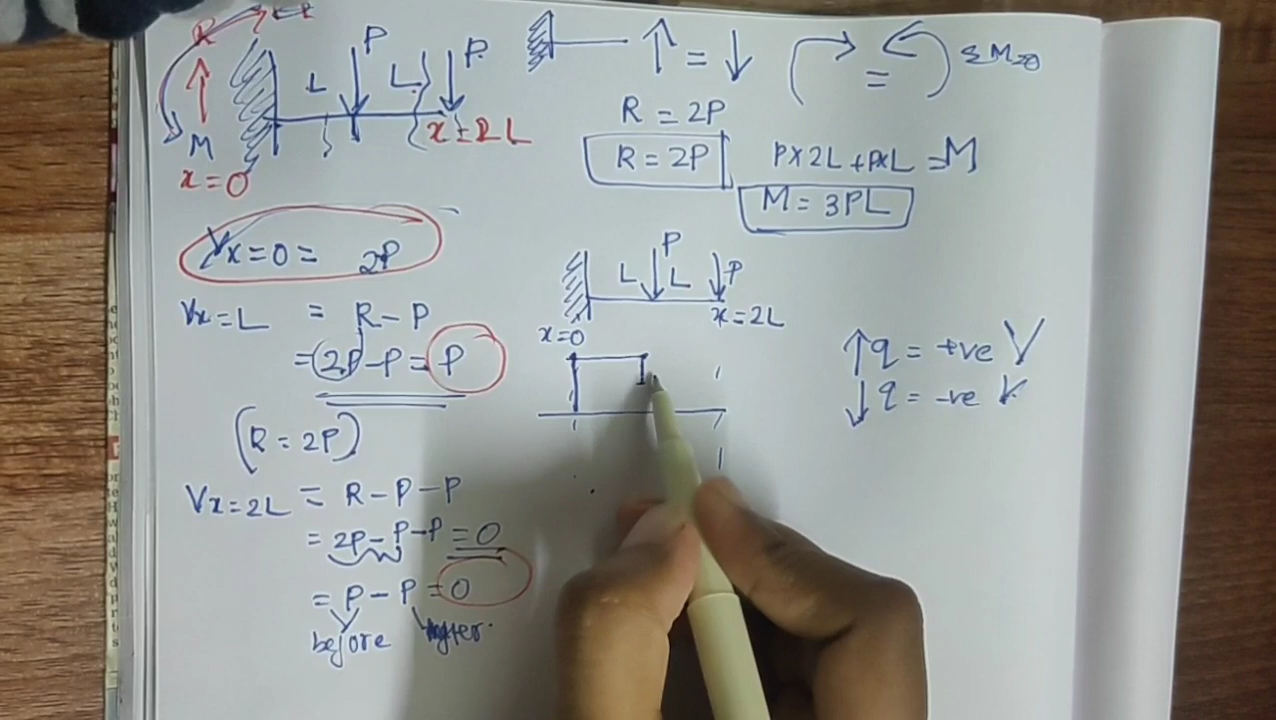 R
P
P
L
L
M
x = 2L
x = 0
↑ = ↓
= ΣM=0
R = 2P
R = 2P
P×2L + P×L = M
M = 3PL
Vx=0 = 2P
Vx=L = R - P
= 2P - P = P
(R = 2P)
Vx=2L = R - P - P
= 2P - P - P = 0
= P - P = 0
before after.
P
L L P
x=0 x=2L
↑q = +ve V
↓q = -ve V